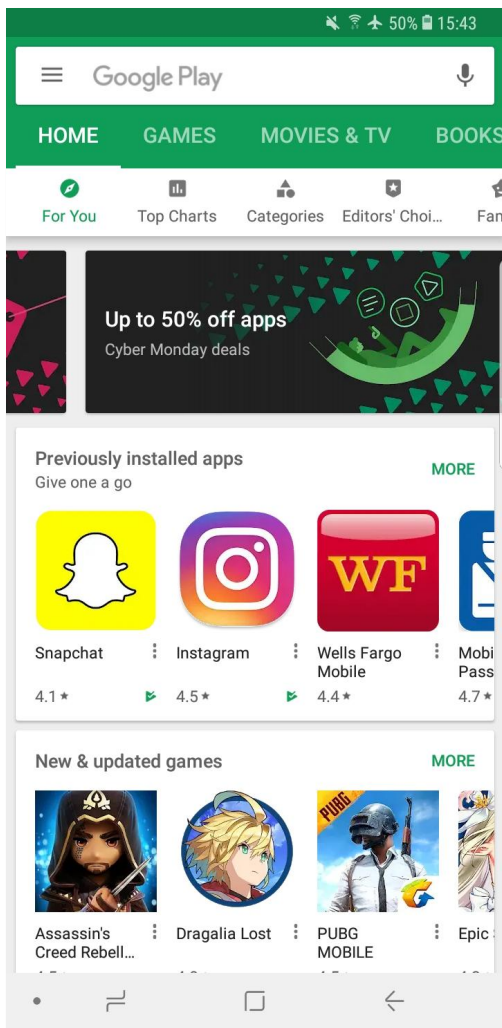 50% 15:43
Google Play
HOME GAMES MOVIES & TV BOOKS
For You Top Charts Categories Editors' Choi... Fan
Up to 50% off apps
Cyber Monday deals
Previously installed apps
Give one a go
MORE
WF
Snapchat Instagram Wells Fargo Mobi
Mobile Pass
4.1★ 4.5★ 4.4★ 4.7★
New & updated games
MORE
PUBG
Assassin's Dragalia Lost PUBG Epic
Creed Rebell... MOBILE